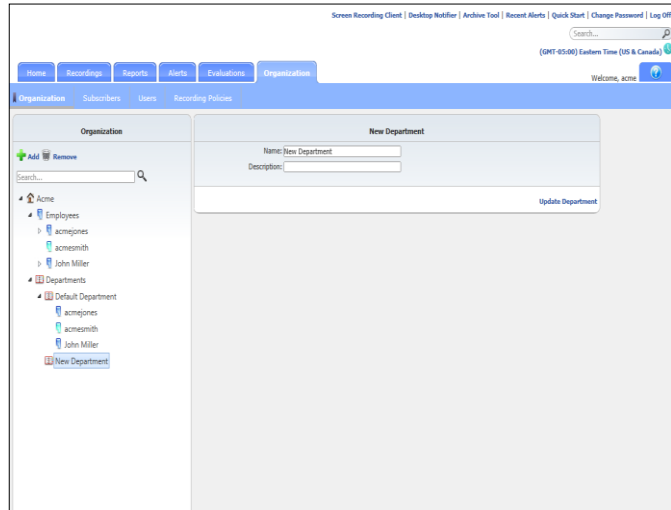 Screen Recording Client | Desktop Notifier | Archive Tool | Recent Alerts | Quick Start | Change Password | Log Off
Search...
(GMT-05:00) Eastern Time (US & Canada)
Home Recordings Reports Alerts Evaluations Organization
Welcome, acme
Organization Subscribers Users Recording Policies
Organization
Add Remove
Search...
Acme
Employees
acmejones
acmesmith
John Miller
Departments
Default Department
acmejones
acmesmith
John Miller
New Department
New Department
Name: New Department
Description:
Update Department